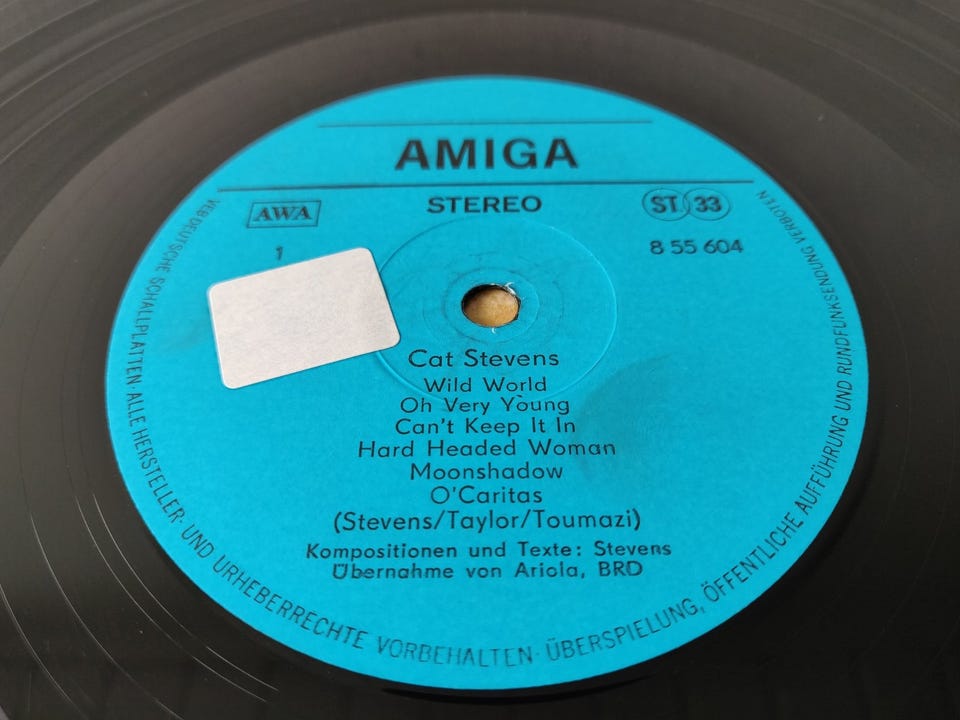 AMIGA
AWA
STEREO
ST 33
1
8 55 604
Cat Stevens
Wild World
Oh Very Young
Can't Keep It In
Hard Headed Woman
Moonshadow
O'Caritas
(Stevens/Taylor/Toumazi)
Kompositionen und Texte: Stevens
Übernahme von Ariola, BRD
VEB DEUTSCHE SCHALLPLATTEN · ALLE HERSTELLER- UND URHEBERRECHTE VORBEHALTEN · ÜBERSPIELUNG, ÖFFENTLICHE AUFFÜHRUNG UND RUNDFUNKSENDUNG VERBOTEN